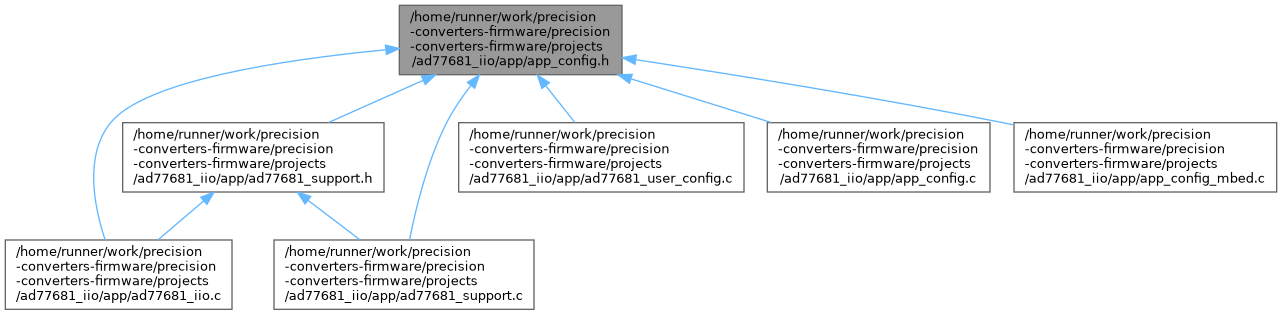 /home/runner/work/precision
-converters-firmware/precision
-converters-firmware/projects
/ad77681_iio/app/app_config.h
/home/runner/work/precision
-converters-firmware/precision
-converters-firmware/projects
/ad77681_iio/app/ad77681_support.h
/home/runner/work/precision
-converters-firmware/precision
-converters-firmware/projects
/ad77681_iio/app/ad77681_user_config.c
/home/runner/work/precision
-converters-firmware/precision
-converters-firmware/projects
/ad77681_iio/app/app_config.c
/home/runner/work/precision
-converters-firmware/precision
-converters-firmware/projects
/ad77681_iio/app/app_config_mbed.c
/home/runner/work/precision
-converters-firmware/precision
-converters-firmware/projects
/ad77681_iio/app/ad77681_iio.c
/home/runner/work/precision
-converters-firmware/precision
-converters-firmware/projects
/ad77681_iio/app/ad77681_support.c